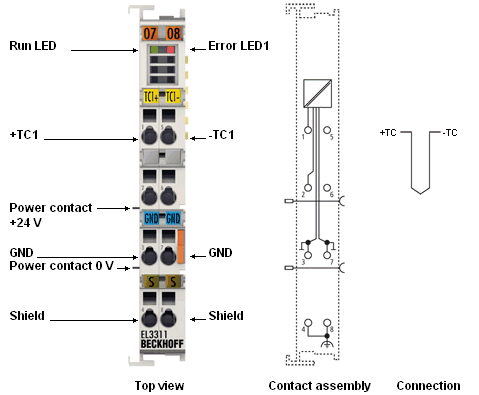 07 08
Run LED
Error LED1
TC1+ TC1-
+TC1
-TC1
Power contact
+24 V
GND GND
GND
GND
Power contact 0 V
S S
Shield
Shield
EL3311
BECKHOFF
Top view
1
5
2
6
3
7
4
8
Contact assembly
+TC
-TC
Connection